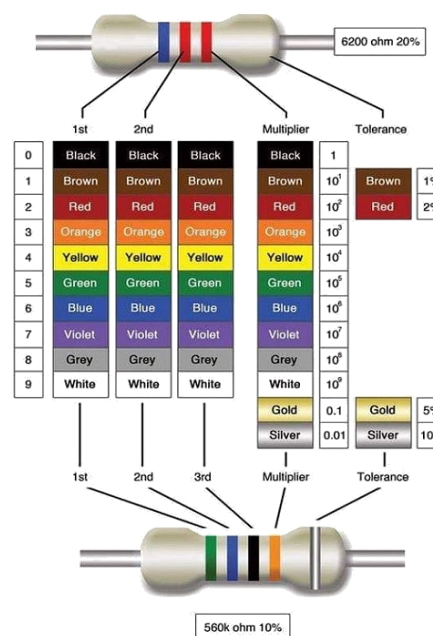 6200 ohm 20%
1st 2nd Multiplier Tolerance
0 Black Black Black Black 1
1 Brown Brown Brown Brown 10¹ Brown 1%
2 Red Red Red Red 10² Red 2%
3 Orange Orange Orange Orange 10³
4 Yellow Yellow Yellow Yellow 10⁴
5 Green Green Green Green 10⁵
6 Blue Blue Blue Blue 10⁶
7 Violet Violet Violet Violet 10⁷
8 Grey Grey Grey Grey 10⁸
9 White White White White 10⁹
Gold 0.1 Gold 5%
Silver 0.01 Silver 10
1st 2nd 3rd Multiplier Tolerance
560k ohm 10%